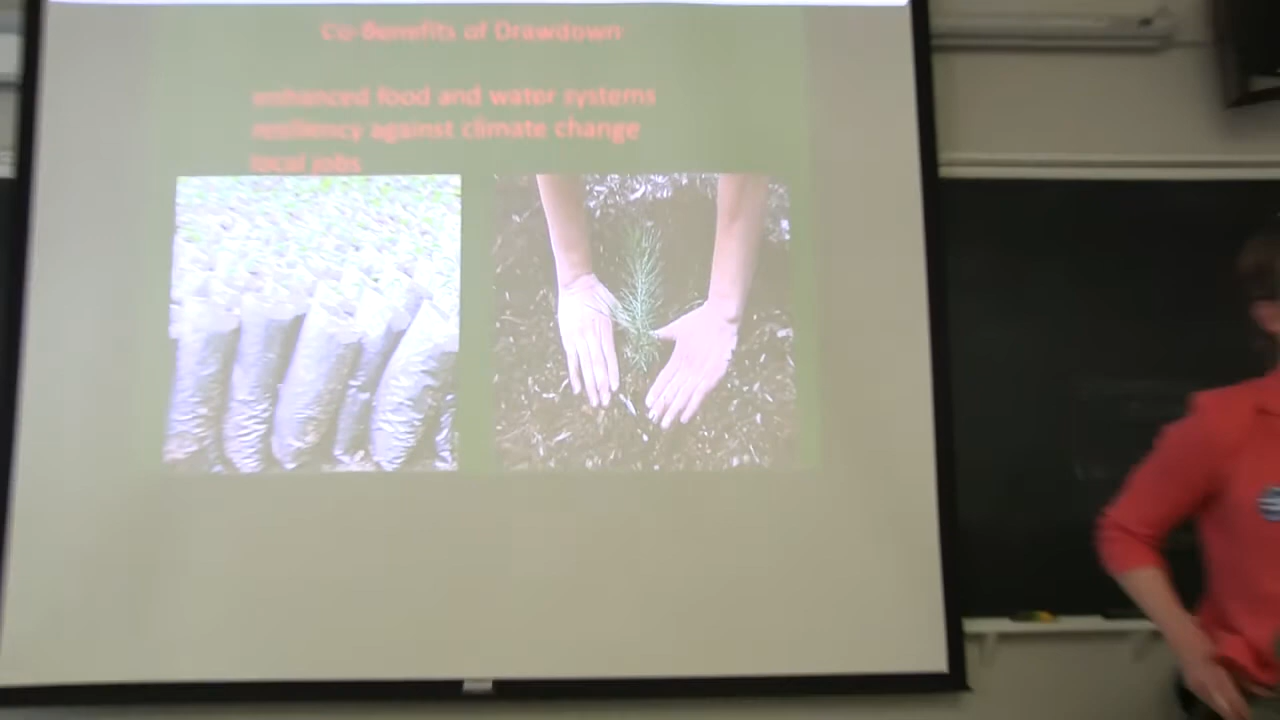 Co-Benefits of Drawdown
enhanced food and water systems
resiliency against climate change
local jobs